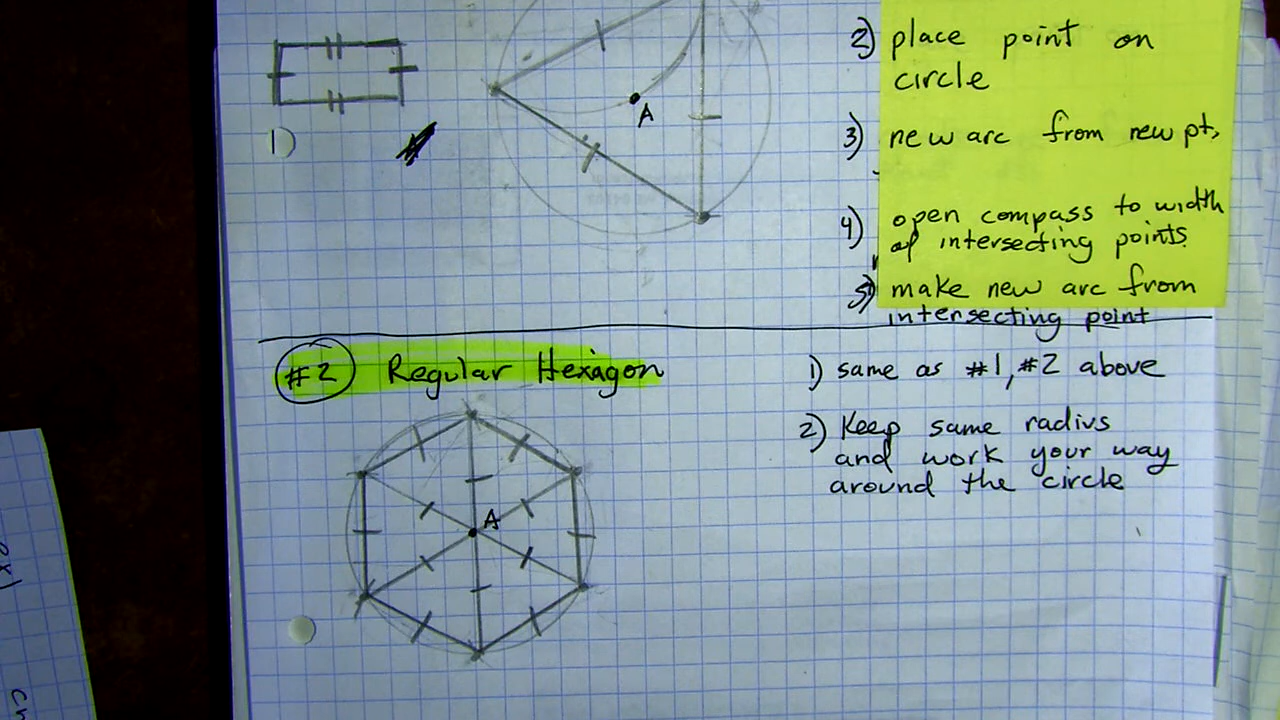 2) place point on
circle
3) new arc from new pt,
4) open compass to width
of intersecting points
5) make new arc from
intersecting point
1)
A
#2 Regular Hexagon
1) same as #1, #2 above
2) Keep same radius
and work your way
around the circle
A